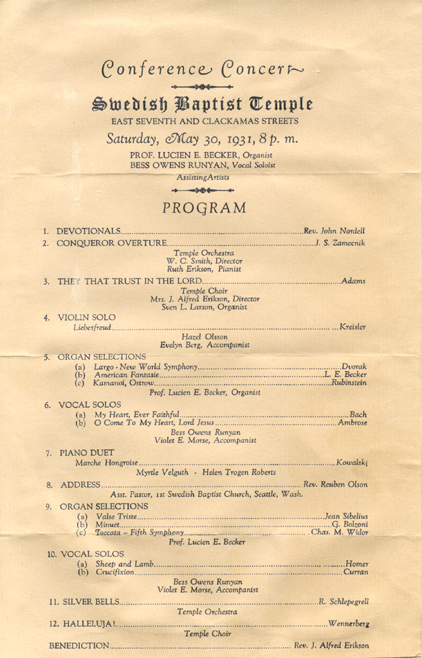 Conference Concert
Swedish Baptist Temple
EAST SEVENTH AND CLACKAMAS STREETS
Saturday, May 30, 1931, 8 p. m.
PROF. LUCIEN E. BECKER, Organist
BESS OWENS RUNYAN, Vocal Soloist
Assisting Artists
PROGRAM
1. DEVOTIONALS Rev. John Nordell
2. CONQUEROR OVERTURE J. S. Zamecnik
Temple Orchestra
W. C. Smith, Director
Ruth Erikson, Pianist
3. THEY THAT TRUST IN THE LORD Adams
Temple Choir
Mrs. J. Alfred Erikson, Director
Sven L. Larson, Organist
4. VIOLIN SOLO
Liebesfreud Kreisler
Hazel Olsson
Evelyn Berg, Accompanist
5. ORGAN SELECTIONS
(a) Largo - New World Symphony Dvorak
(b) American Fantasie L. E. Becker
(c) Kamanoi, Ostrow Rubinstein
Prof. Lucien E. Becker, Organist
6. VOCAL SOLOS
(a) My Heart, Ever Faithful Bach
(b) O Come To My Heart, Lord Jesus Ambrose
Bess Owens Runyan
Violet E. Morse, Accompanist
7. PIANO DUET
Marche Hongroise Kowalski
Myrtle Velguth - Helen Trogen Roberts
8. ADDRESS Rev. Reuben Olson
Asst. Pastor, 1st Swedish Baptist Church, Seattle, Wash.
9. ORGAN SELECTIONS
(a) Valse Triste Jean Sibelius
(b) Minuet G. Bolzoni
(c) Toccata - Fifth Symphony Chas. M. Widor
Prof. Lucien E. Becker
10. VOCAL SOLOS
(a) Sheep and Lamb Homer
(b) Crucifixion Curran
Bess Owens Runyan
Violet E. Morse, Accompanist
11. SILVER BELLS R. Schlepegrell
Temple Orchestra
12. HALLELUJA! Wennerberg
Temple Choir
BENEDICTION Rev. J. Alfred Erikson